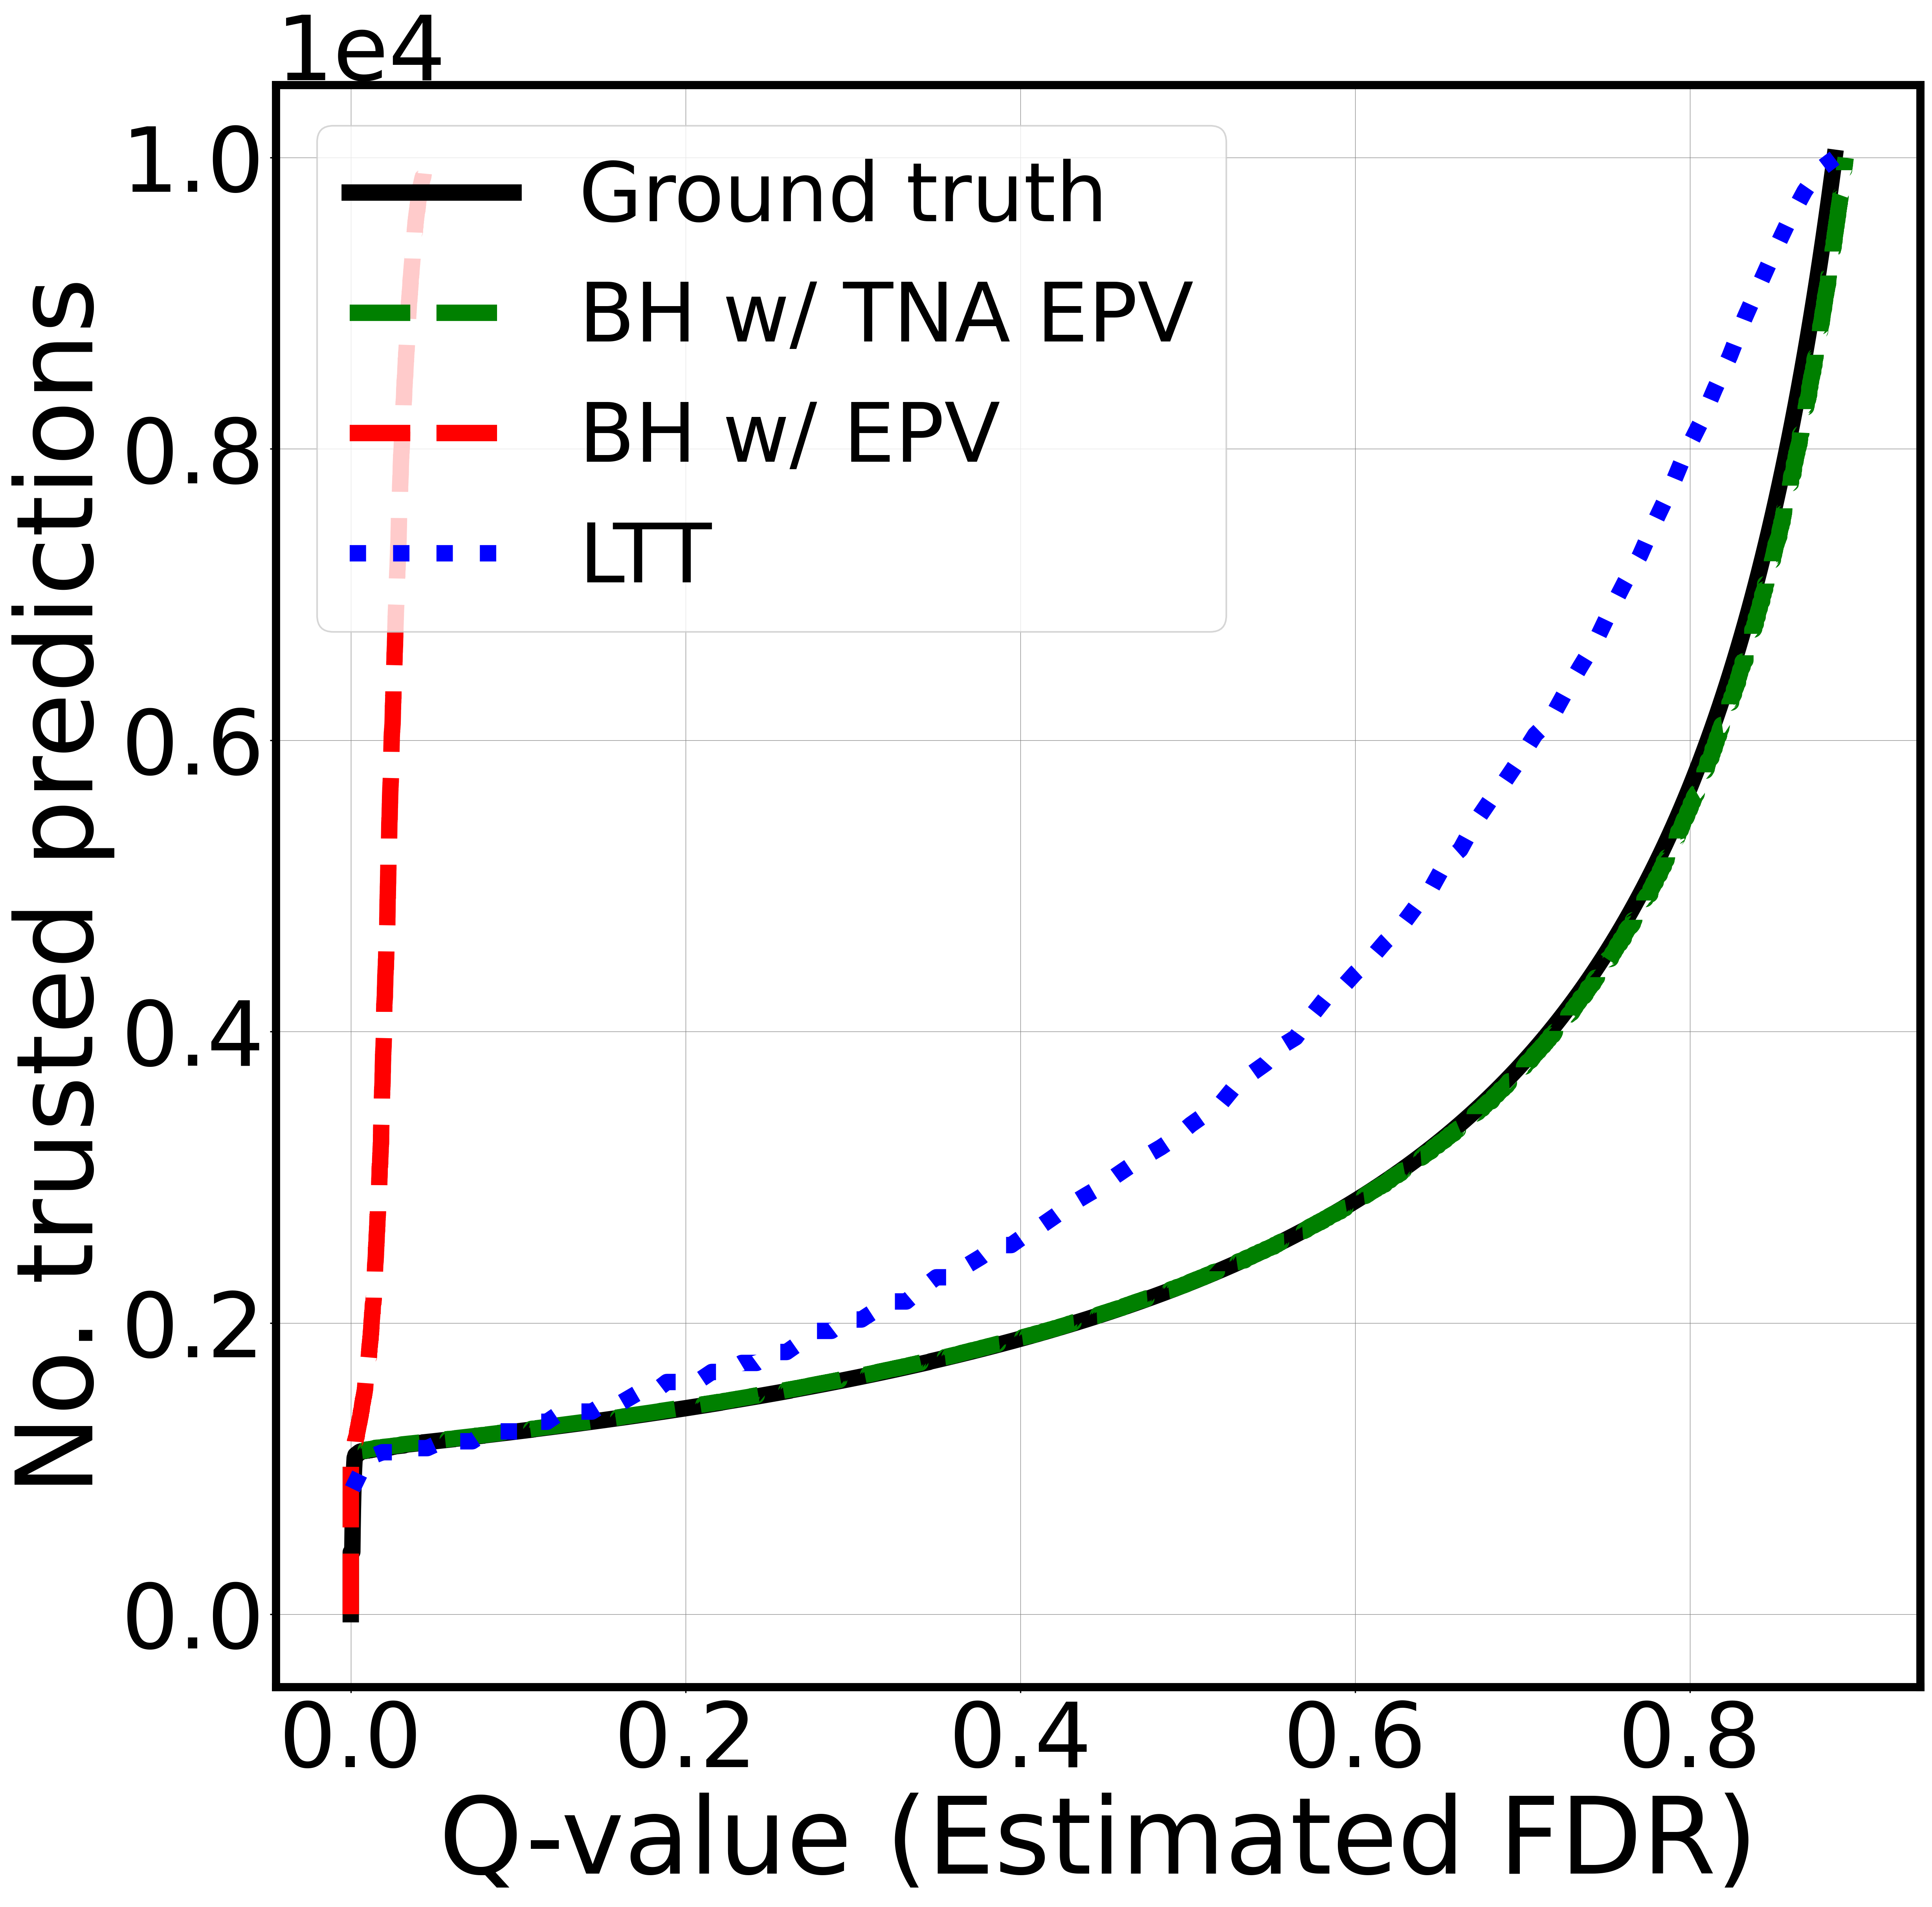 1e4
1.0
0.8
0.6
0.4
0.2
0.0
No. trusted predictions
Ground truth
BH w/ TNA EPV
BH w/ EPV
LTT
0.0 0.2 0.4 0.6 0.8
Q-value (Estimated FDR)